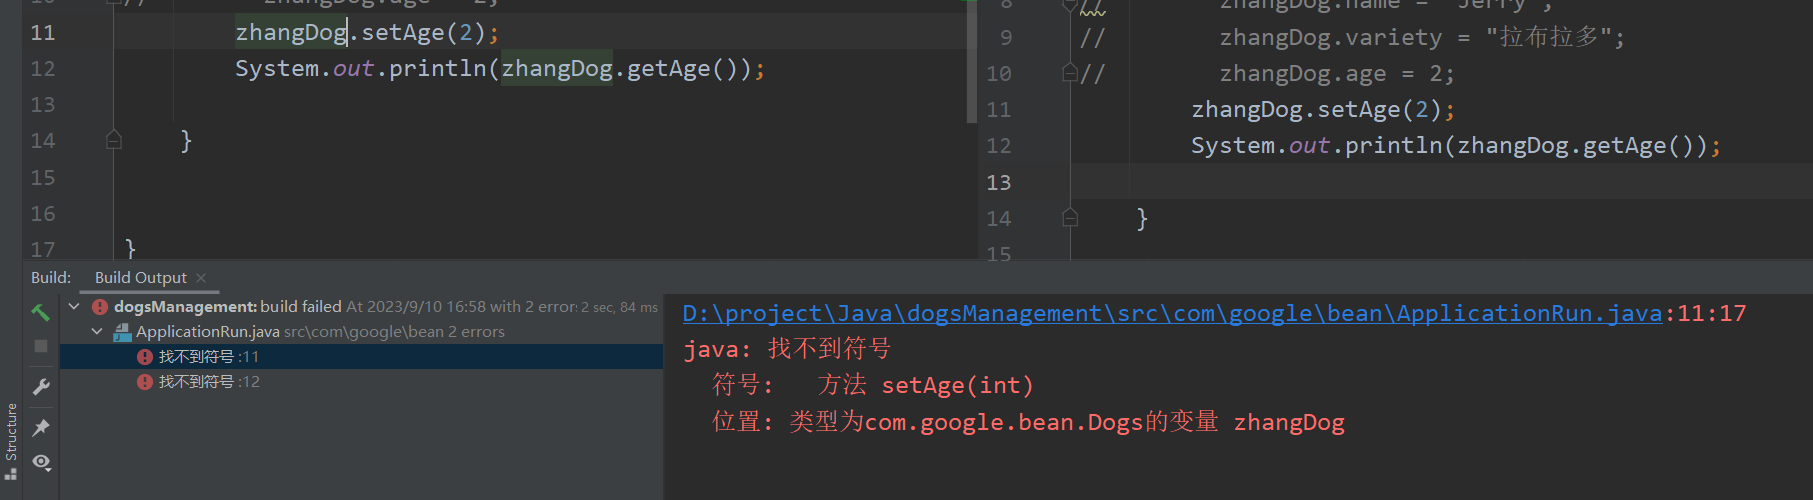 11 zhangDog.setAge(2);
12 System.out.println(zhangDog.getAge());
13
14 }
15
16
17 }
8 // zhangDog.name = "Jerry";
9 // zhangDog.variety = "拉布拉多";
10 // zhangDog.age = 2;
11 zhangDog.setAge(2);
12 System.out.println(zhangDog.getAge());
13
14 }
15
Build: Build Output ×
dogsManagement: build failed At 2023/9/10 16:58 with 2 error: 2 sec, 84 ms
ApplicationRun.java src\com\google\bean 2 errors
找不到符号 :11
找不到符号 :12
Structure
D:\project\Java\dogsManagement\src\com\google\bean\ApplicationRun.java:11:17
java: 找不到符号
符号: 方法 setAge(int)
位置: 类型为com.google.bean.Dogs的变量 zhangDog